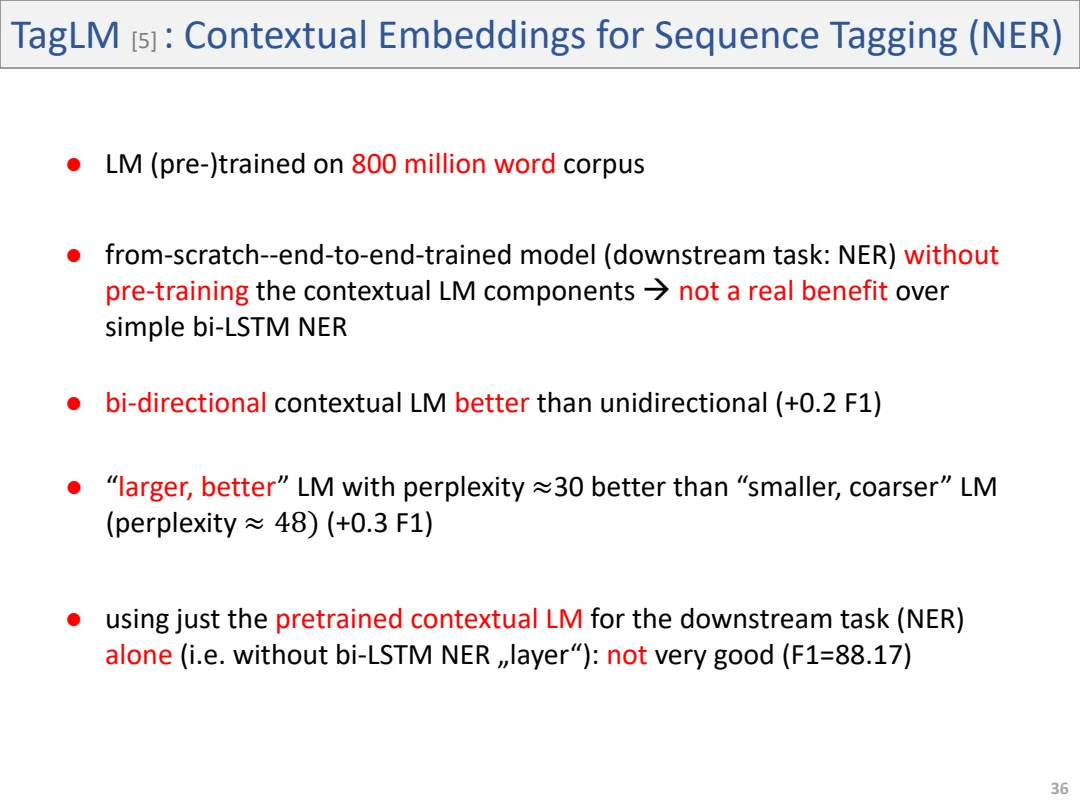 TagLM [5] : Contextual Embeddings for Sequence Tagging (NER)
● LM (pre-)trained on 800 million word corpus
● from-scratch--end-to-end-trained model (downstream task: NER) without
pre-training the contextual LM components → not a real benefit over
simple bi-LSTM NER
● bi-directional contextual LM better than unidirectional (+0.2 F1)
● “larger, better” LM with perplexity ≈30 better than “smaller, coarser” LM
(perplexity ≈ 48) (+0.3 F1)
● using just the pretrained contextual LM for the downstream task (NER)
alone (i.e. without bi-LSTM NER „layer“): not very good (F1=88.17)
36